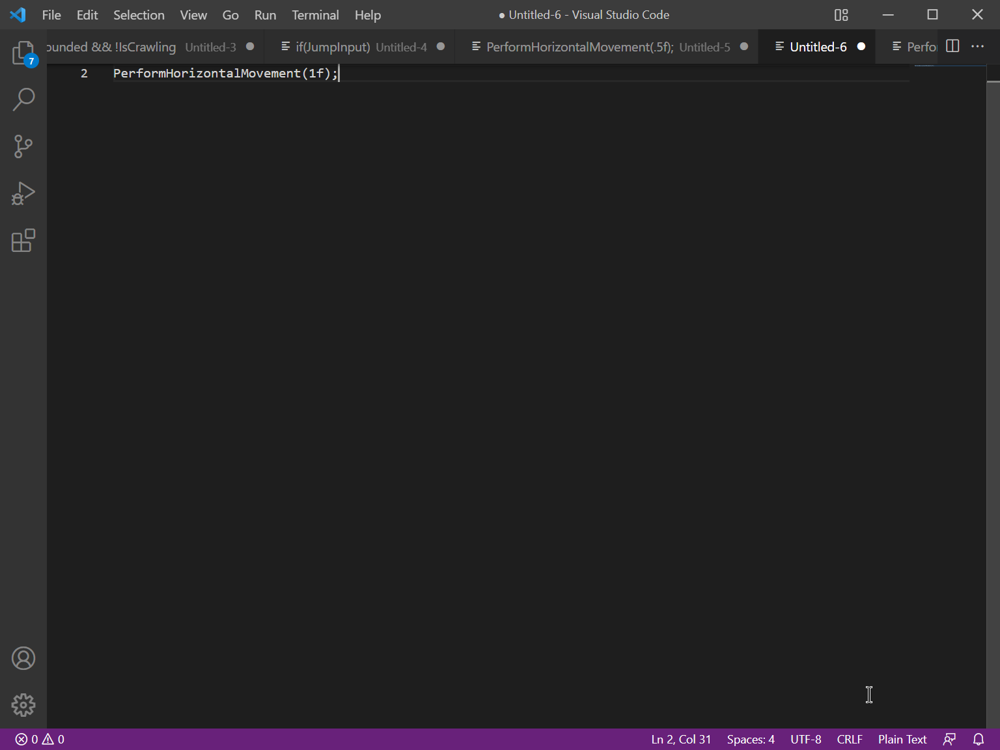 File Edit Selection View Go Run Terminal Help ● Untitled-6 - Visual Studio Code
ounded && !IsCrawling Untitled-3 if(JumpInput) Untitled-4 PerformHorizontalMovement(.5f); Untitled-5 Untitled-6 Perfo
7
2 PerformHorizontalMovement(1f);
0 0 Ln 2, Col 31 Spaces: 4 UTF-8 CRLF Plain Text